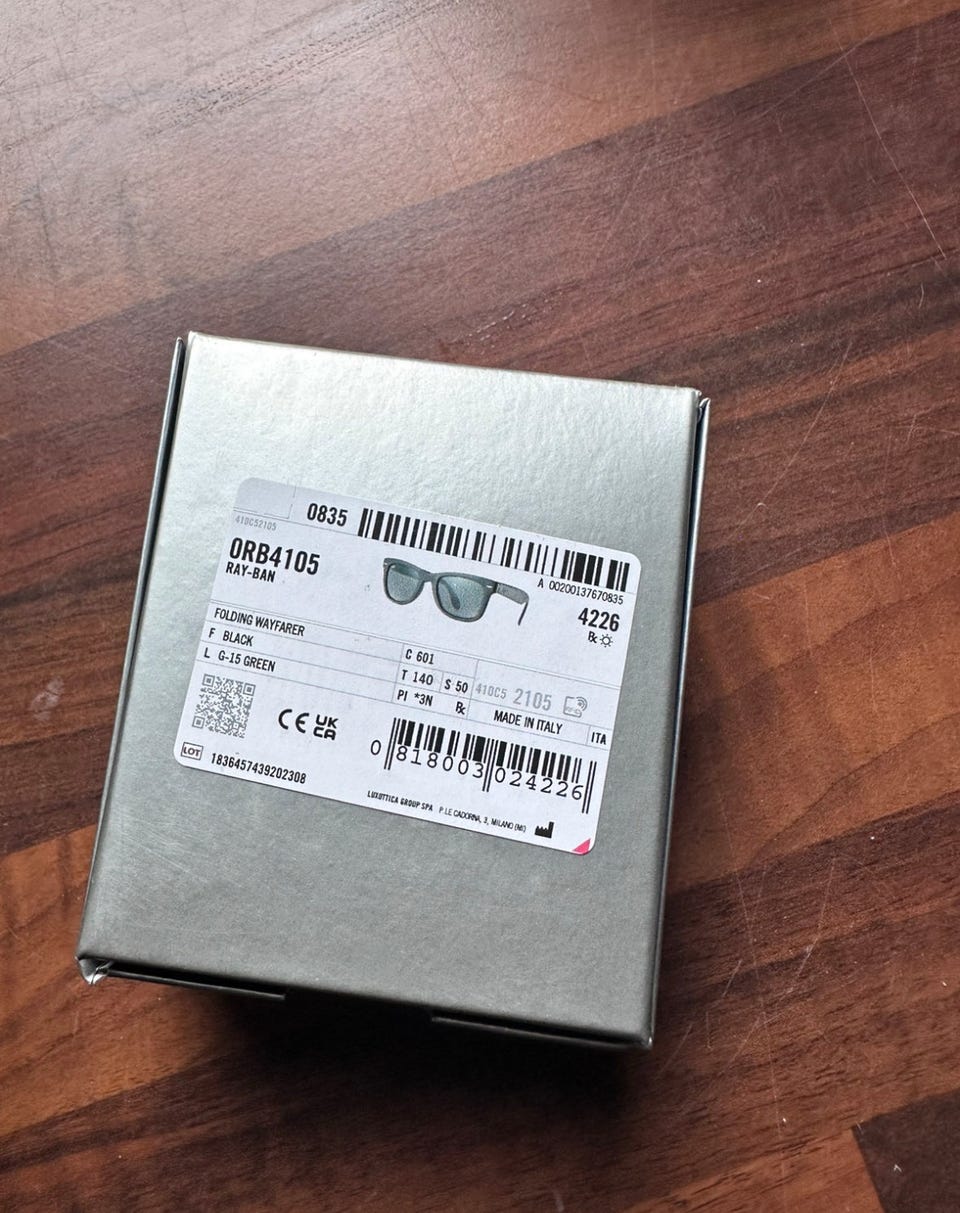 410C52105
0835
A 00200137670835
0RB4105
RAY-BAN
4226
℞
FOLDING WAYFARER
F BLACK
C 601
L G-15 GREEN
T 140 S 50
410C5 2105
PI *3N ℞
MADE IN ITALY
ITA
CE UK CA
0 818003 024226
LOT 1836457439202308
LUXOTTICA GROUP SPA P.LE CADORNA, 3, MILANO (MI)